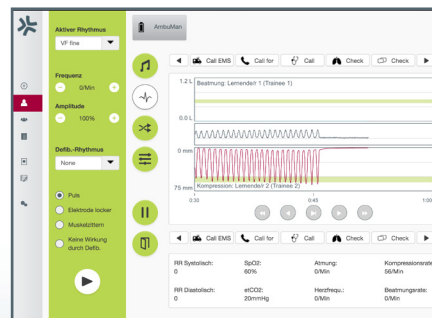 Aktiver Rhythmus
VF fine
Frequenz
0/Min
Amplitude
100%
Defib.-Rhythmus
None
Puls
Elektrode locker
Muskelzittern
Keine Wirkung
durch Defib.
AmbuMan
Call EMS
Call for
Call
Check
Check
1.2 L
Beatmung: Lernende/r 1 (Trainee 1)
0.0 L
0 mm
75 mm
Kompression: Lernende/r 2 (Trainee 2)
0:30
0:45
1:00
Call EMS
Call for
Call
Check
Check
RR Systolisch:
0
SpO2:
60%
Atmung:
0/Min
Kompressionsrate
56/Min
RR Diastolisch:
0
etCO2:
20mmHg
Herzfrequ.:
0/Min
Beatmungsrate:
0/Min